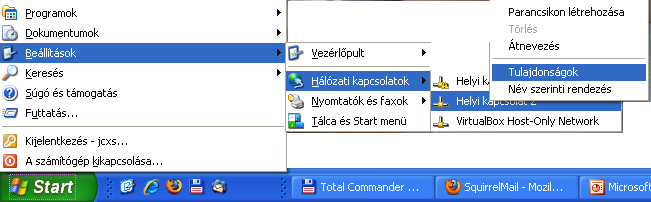 Programok
Dokumentumok
Beállítások
Keresés
Súgó és támogatás
Futtatás...
Kijelentkezés - jcxs...
A számítógép kikapcsolása...
Vezérlőpult
Hálózati kapcsolatok
Nyomtatók és faxok
Tálca és Start menü
Helyi
Helyi kapcsolat 2
VirtualBox Host-Only Network
Parancsikon létrehozása
Törlés
Átnevezés
Tulajdonságok
Név szerinti rendezés
Start
Total Commander ...
SquirrelMail - Mozil...
Microsoft